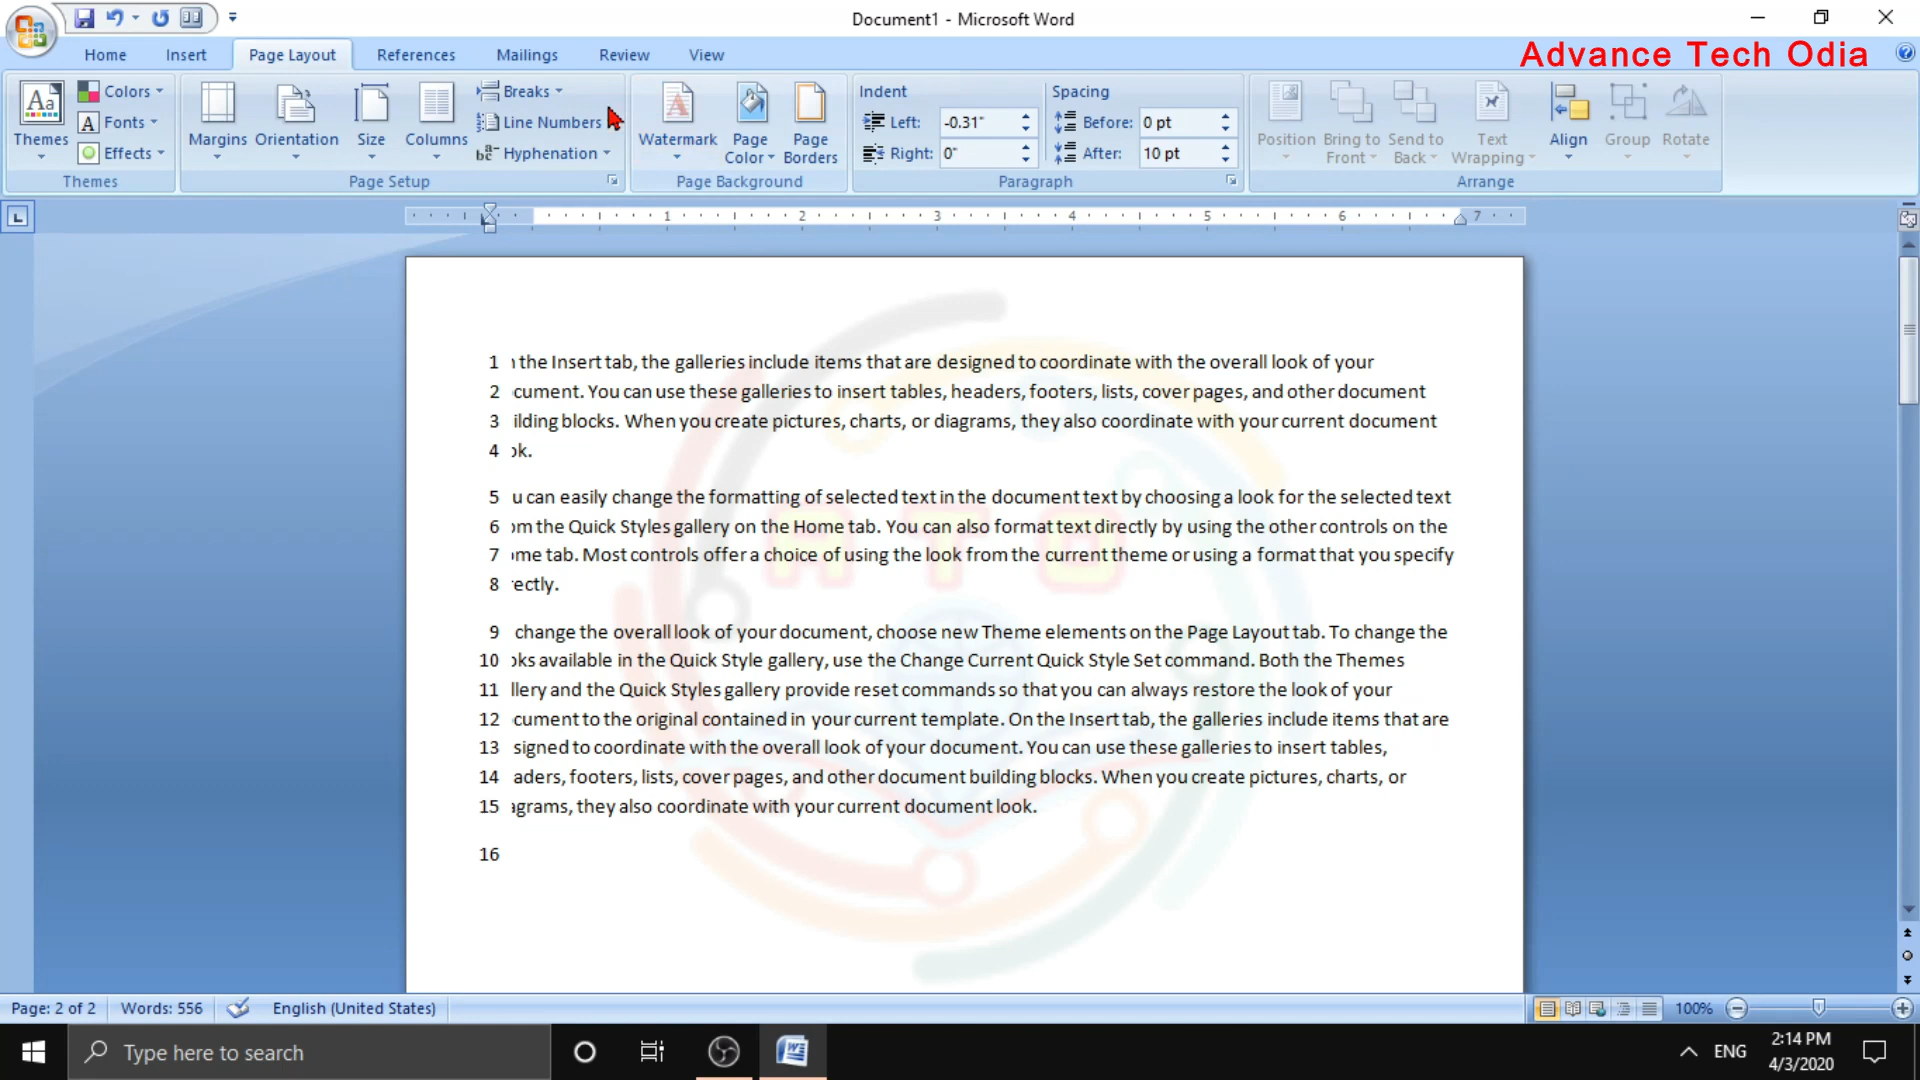 Document1 - Microsoft Word
Advance Tech Odia
Home Insert Page Layout References Mailings Review View
Themes
Colors
Fonts
Effects
Themes
Margins Orientation Size Columns
Breaks
Line Numbers
Hyphenation
Page Setup
Watermark
Page Color
Page Borders
Page Background
Indent
Left: -0.31"
Right: 0"
Spacing
Before: 0 pt
After: 10 pt
Paragraph
Position
Bring to Front
Send to Back
Text Wrapping
Align Group Rotate
Arrange
1 2 3 4 5 6 7
1 n the Insert tab, the galleries include items that are designed to coordinate with the overall look of your
2 cument. You can use these galleries to insert tables, headers, footers, lists, cover pages, and other document
3 ilding blocks. When you create pictures, charts, or diagrams, they also coordinate with your current document
4 ok.
5 u can easily change the formatting of selected text in the document text by choosing a look for the selected text
6 om the Quick Styles gallery on the Home tab. You can also format text directly by using the other controls on the
7 me tab. Most controls offer a choice of using the look from the current theme or using a format that you specify
8 rectly.
9 change the overall look of your document, choose new Theme elements on the Page Layout tab. To change the
10 oks available in the Quick Style gallery, use the Change Current Quick Style Set command. Both the Themes
11 llery and the Quick Styles gallery provide reset commands so that you can always restore the look of your
12 cument to the original contained in your current template. On the Insert tab, the galleries include items that are
13 signed to coordinate with the overall look of your document. You can use these galleries to insert tables,
14 aders, footers, lists, cover pages, and other document building blocks. When you create pictures, charts, or
15 agrams, they also coordinate with your current document look.
16
ATO
Page: 2 of 2 Words: 556 English (United States) 100%
Type here to search
ENG
2:14 PM
4/3/2020